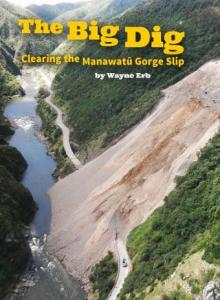 The Big Dig
Clearing the Manawatū Gorge Slip
by Wayne Erb